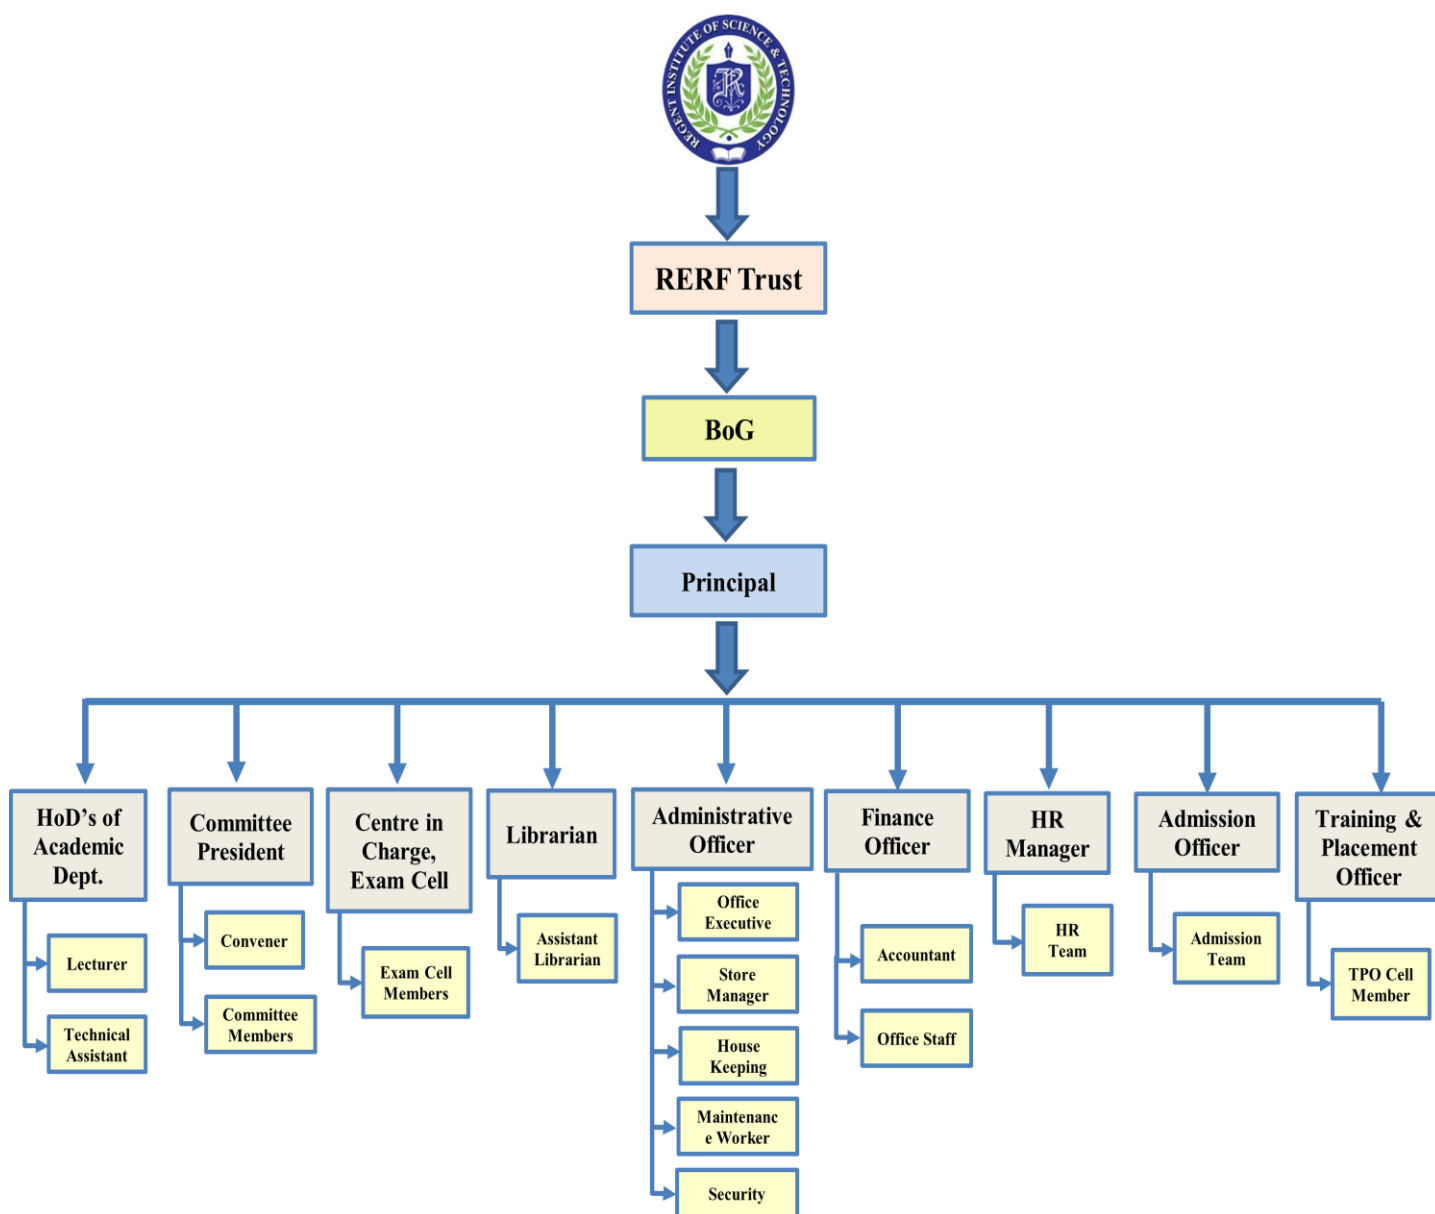 REGENT INSTITUTE OF SCIENCE & TECHNOLOGY
R
RERF Trust
BoG
Principal
HoD’s of
Academic
Dept.
Lecturer
Technical
Assistant
Committee
President
Convener
Committee
Members
Centre in
Charge,
Exam Cell
Exam Cell
Members
Librarian
Assistant
Librarian
Administrative
Officer
Office
Executive
Store
Manager
House
Keeping
Maintenanc
e Worker
Security
Finance
Officer
Accountant
Office Staff
HR
Manager
HR
Team
Admission
Officer
Admission
Team
Training &
Placement
Officer
TPO Cell
Member